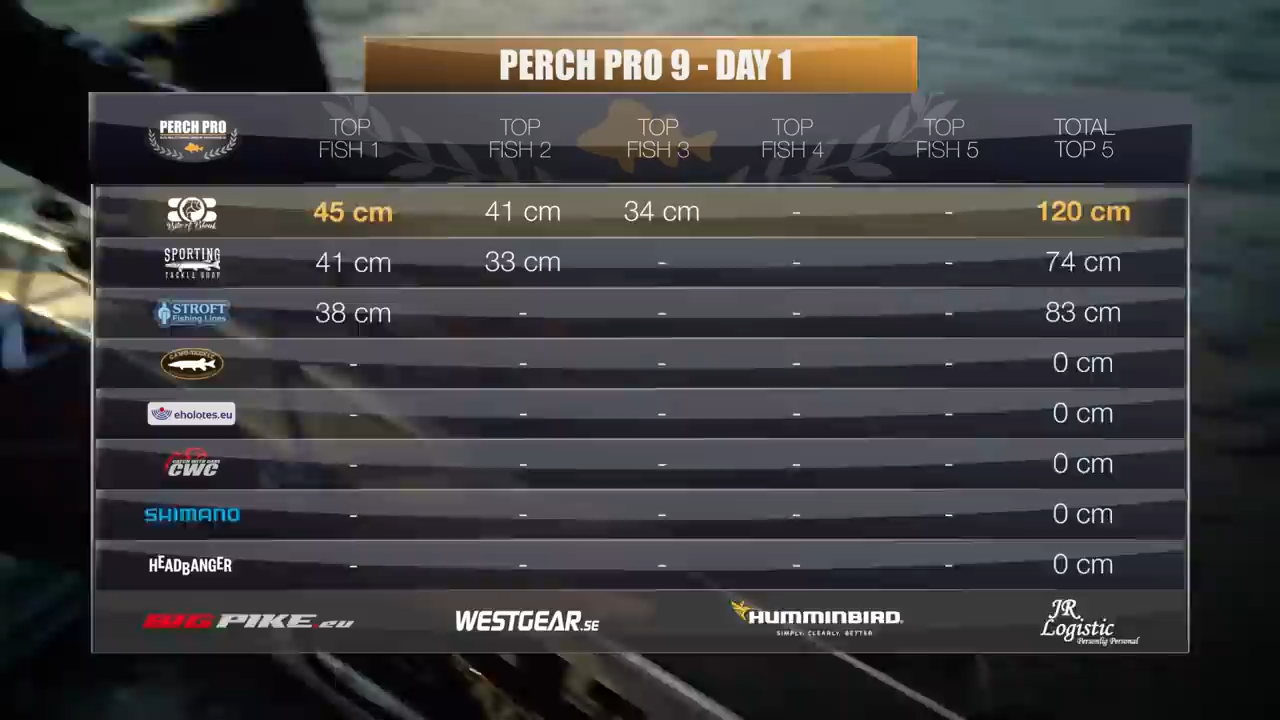 PERCH PRO 9 - DAY 1
PERCH PRO
TOP FISH 1 TOP FISH 2 TOP FISH 3 TOP FISH 4 TOP FISH 5 TOTAL TOP 5
45 cm 41 cm 34 cm - - 120 cm
SPORTING
TACKLE SHOP
41 cm 33 cm - - - 74 cm
STROFT
Fishing Lines
38 cm - - - - 83 cm
- - - - - 0 cm
eholotes.eu - - - - - 0 cm
CWC - - - - - 0 cm
SHIMANO - - - - - 0 cm
HEADBANGER - - - - - 0 cm
BIGPIKE.eu WESTGEAR.SE HUMMINBIRD JR Logistic
SIMPLY. CLEARLY. BETTER
Personlig Personal